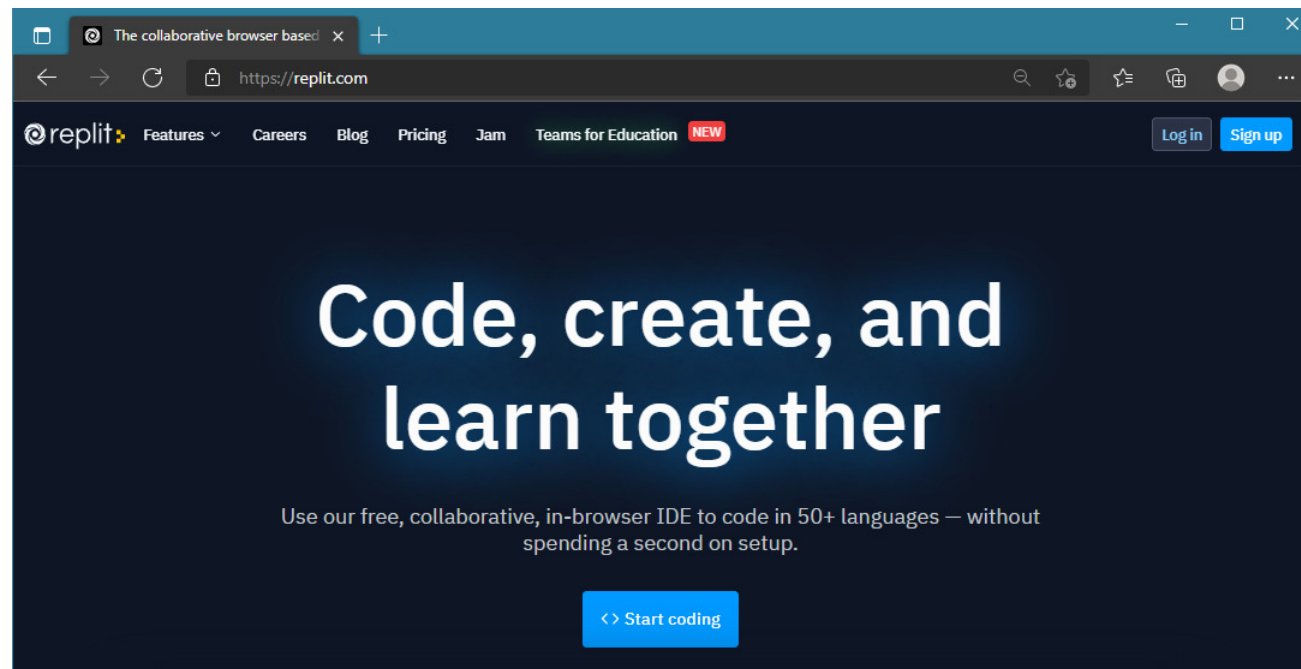 The collaborative browser based
https://replit.com
replit Features Careers Blog Pricing Jam Teams for Education NEW Log in Sign up
Code, create, and
learn together
Use our free, collaborative, in-browser IDE to code in 50+ languages — without
spending a second on setup.
<> Start coding